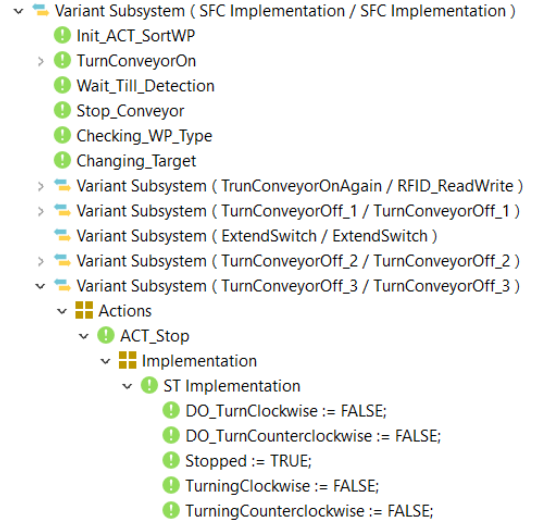 Variant Subsystem ( SFC Implementation / SFC Implementation )
Init_ACT_SortWP
TurnConveyorOn
Wait_Till_Detection
Stop_Conveyor
Checking_WP_Type
Changing_Target
Variant Subsystem ( TrunConveyorOnAgain / RFID_ReadWrite )
Variant Subsystem ( TurnConveyorOff_1 / TurnConveyorOff_1 )
Variant Subsystem ( ExtendSwitch / ExtendSwitch )
Variant Subsystem ( TurnConveyorOff_2 / TurnConveyorOff_2 )
Variant Subsystem ( TurnConveyorOff_3 / TurnConveyorOff_3 )
Actions
ACT_Stop
Implementation
ST Implementation
DO_TurnClockwise := FALSE;
DO_TurnCounterclockwise := FALSE;
Stopped := TRUE;
TurningClockwise := FALSE;
TurningCounterclockwise := FALSE;